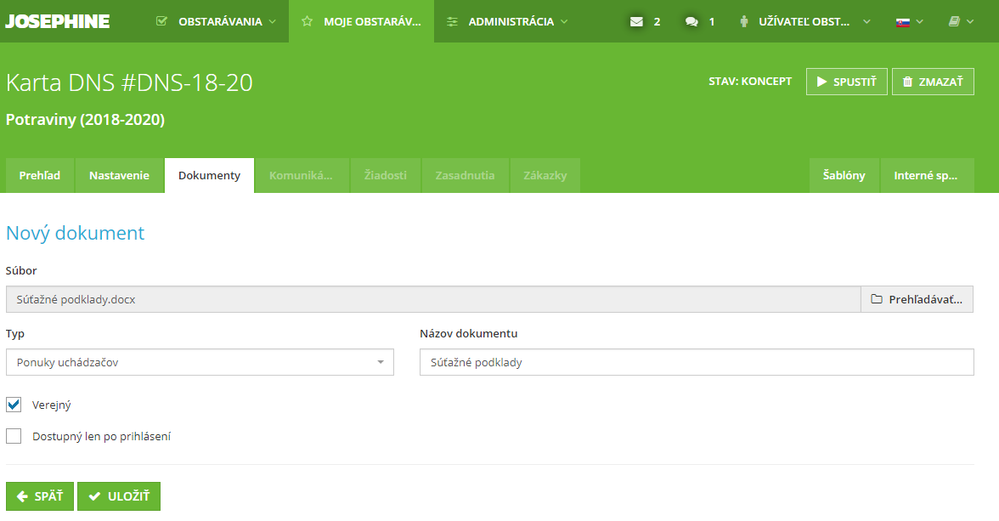 JOSEPHINE OBSTARÁVANIA MOJE OBSTARÁV... ADMINISTRÁCIA 2 1 UŽÍVATEĽ OBST...
Karta DNS #DNS-18-20 STAV: KONCEPT SPUSTIŤ ZMAZAŤ
Potraviny (2018-2020)
Prehľad Nastavenie Dokumenty Komuniká... Žiadosti Zasadnutia Zákazky Šablóny Interné sp...
Nový dokument
Súbor
Súťažné podklady.docx Prehľadávať...
Typ Názov dokumentu
Ponuky uchádzačov Súťažné podklady
Verejný
Dostupný len po prihlásení
SPÄŤ ULOŽIŤ